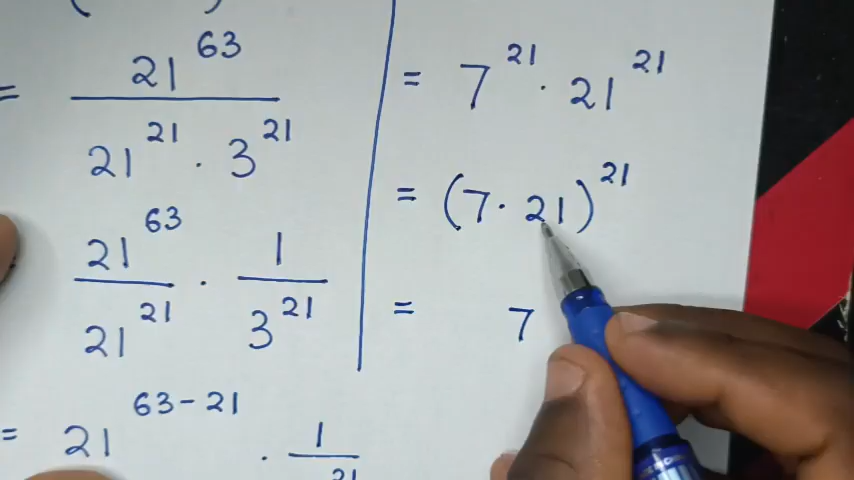 (        )
= 21^63 / 21^21 · 3^21
21^63 / 21^21 · 1 / 3^21
= 21^63-21 · 1 / 21
= 7^21 · 21^21
= (7 · 21)^21
= 7